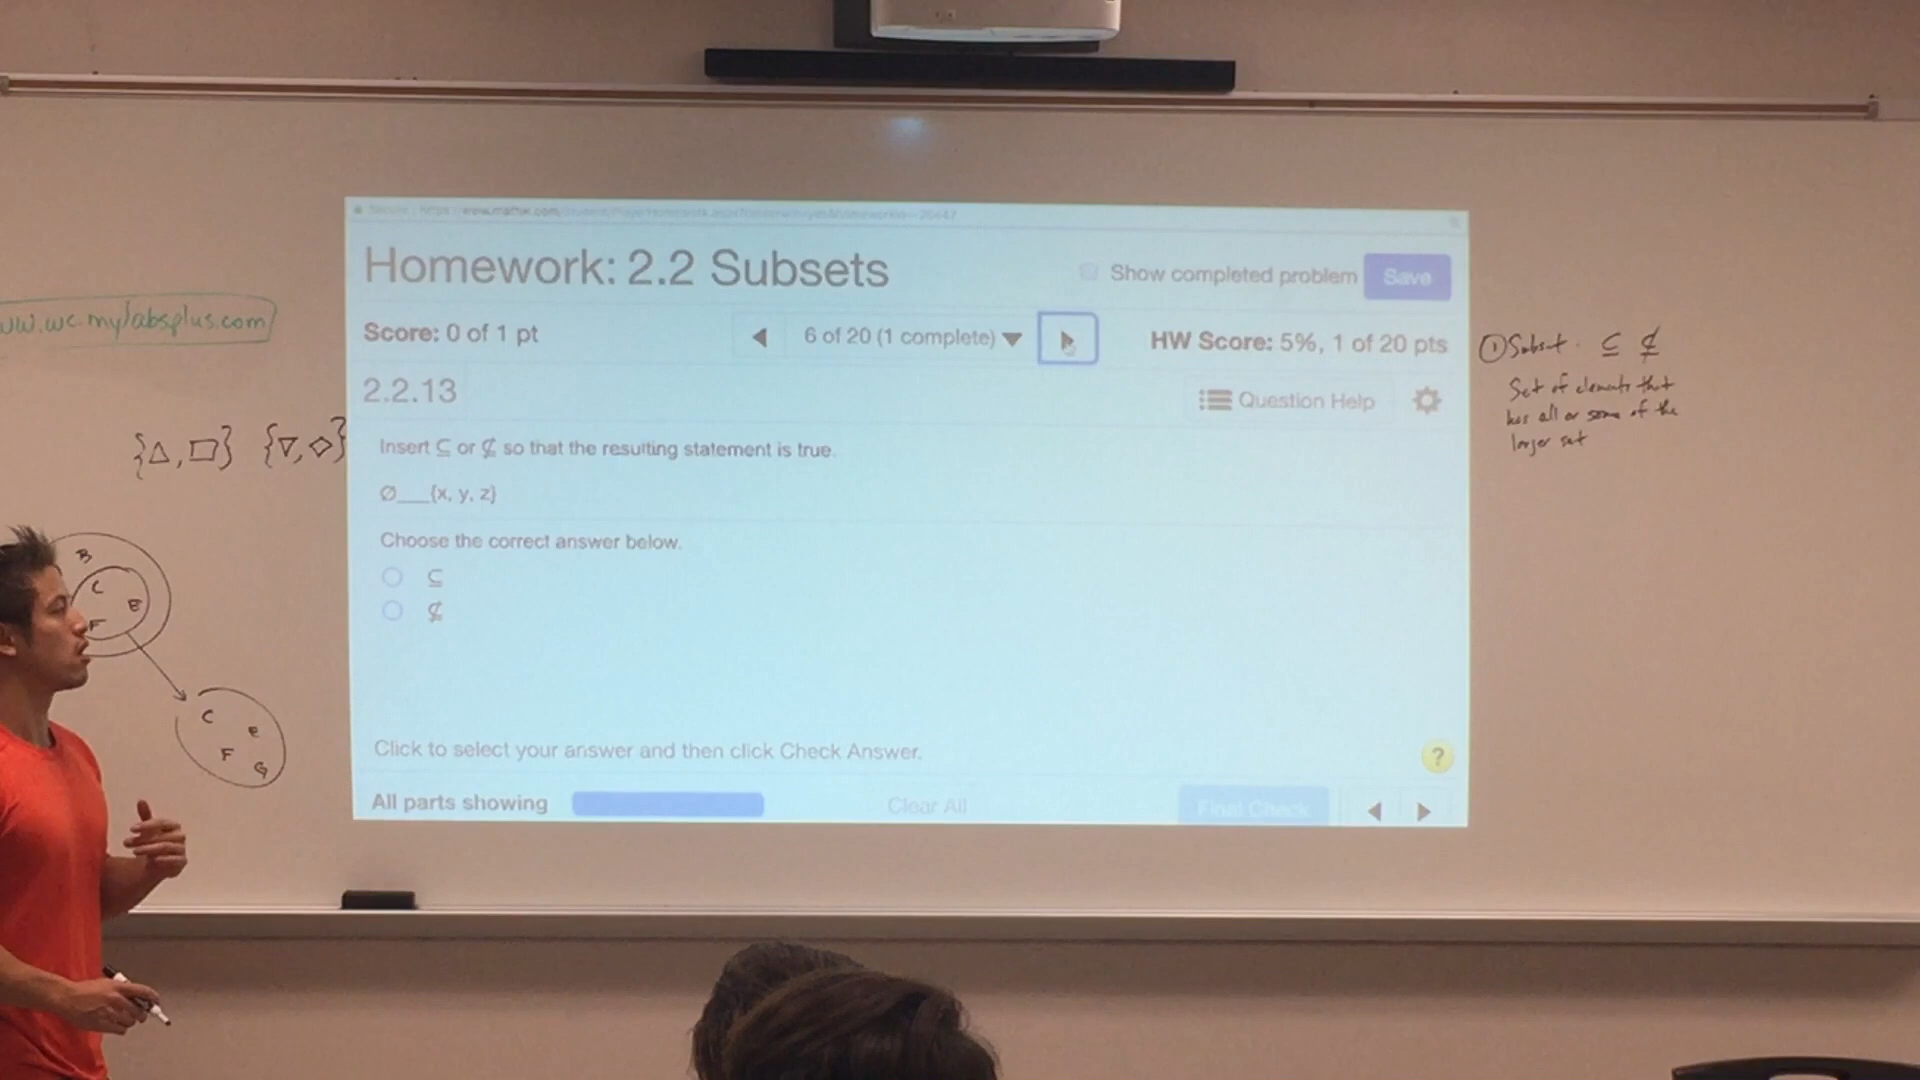 Homework: 2.2 Subsets
Show completed problem
Save
Score: 0 of 1 pt
6 of 20 (1 complete)
HW Score: 5%, 1 of 20 pts
2.2.13
Question Help
Insert ⊆ or ⊈ so that the resulting statement is true.
∅___{x, y, z}
Choose the correct answer below.
⊆
⊈
Click to select your answer and then click Check Answer.
?
All parts showing
Clear All
Final Check
ww.wc.mylabsplus.com
{△,□} {▽,◇}
B
C
E
F
C
e
F
G
① Subset · ⊆ ⊈
Set of elements that
has all or some of the
larger set